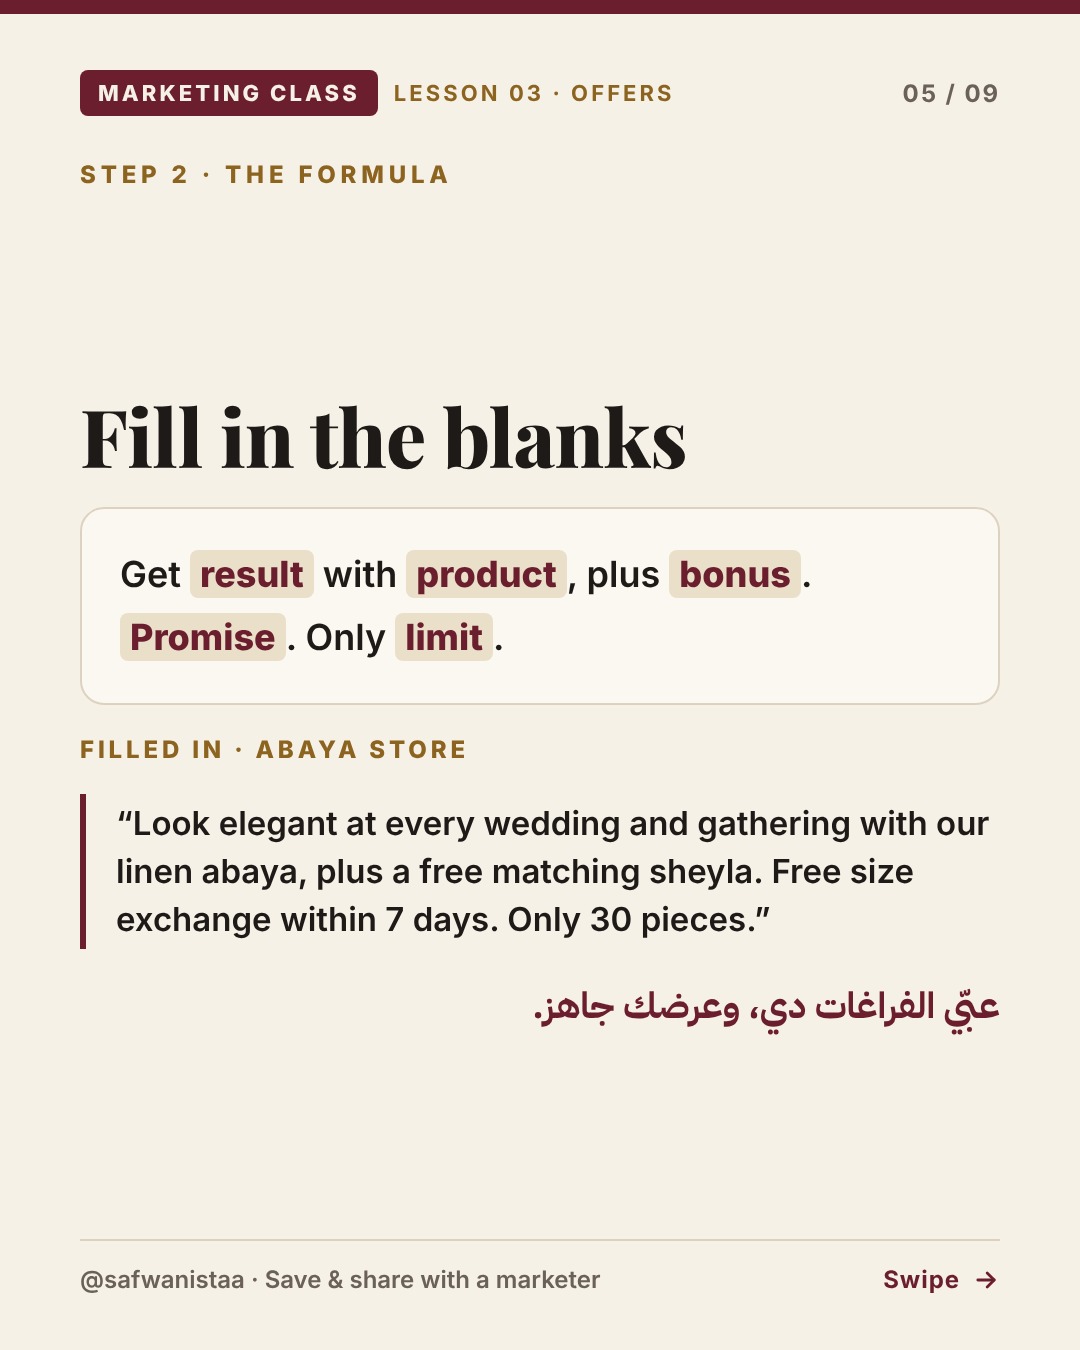 MARKETING CLASS LESSON 03 · OFFERS 05 / 09
STEP 2 · THE FORMULA
Fill in the blanks
Get result with product, plus bonus.
Promise. Only limit.
FILLED IN · ABAYA STORE
“Look elegant at every wedding and gathering with our
linen abaya, plus a free matching sheyla. Free size
exchange within 7 days. Only 30 pieces.”
عبّي الفراغات دي، وعرضك جاهز.
@safwanistaa · Save & share with a marketer Swipe →